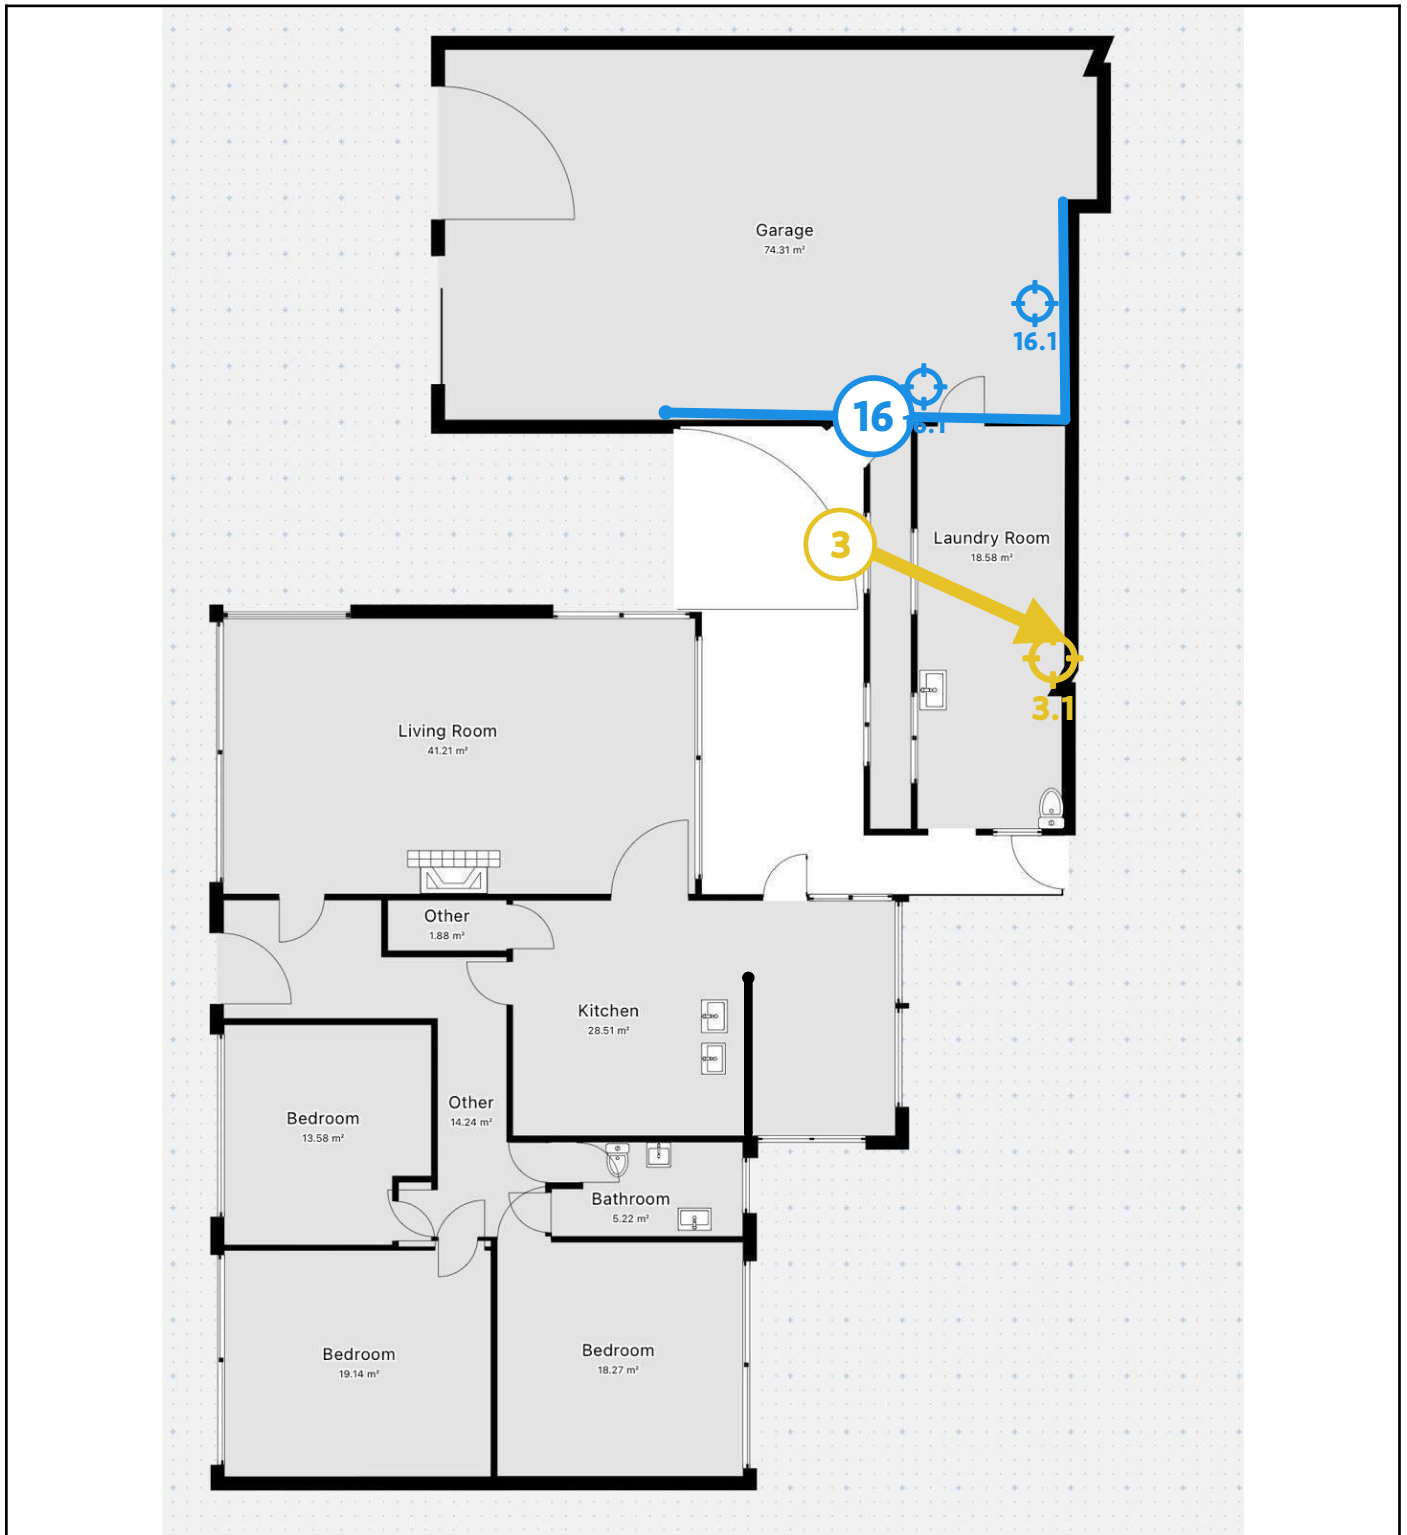 Garage
74.31 m²
16.1
16
16.1
3
Laundry Room
18.58 m²
3.1
Living Room
41.21 m²
Other
1.88 m²
Kitchen
28.51 m²
Other
14.24 m²
Bedroom
13.58 m²
Bathroom
5.22 m²
Bedroom
19.14 m²
Bedroom
18.27 m²